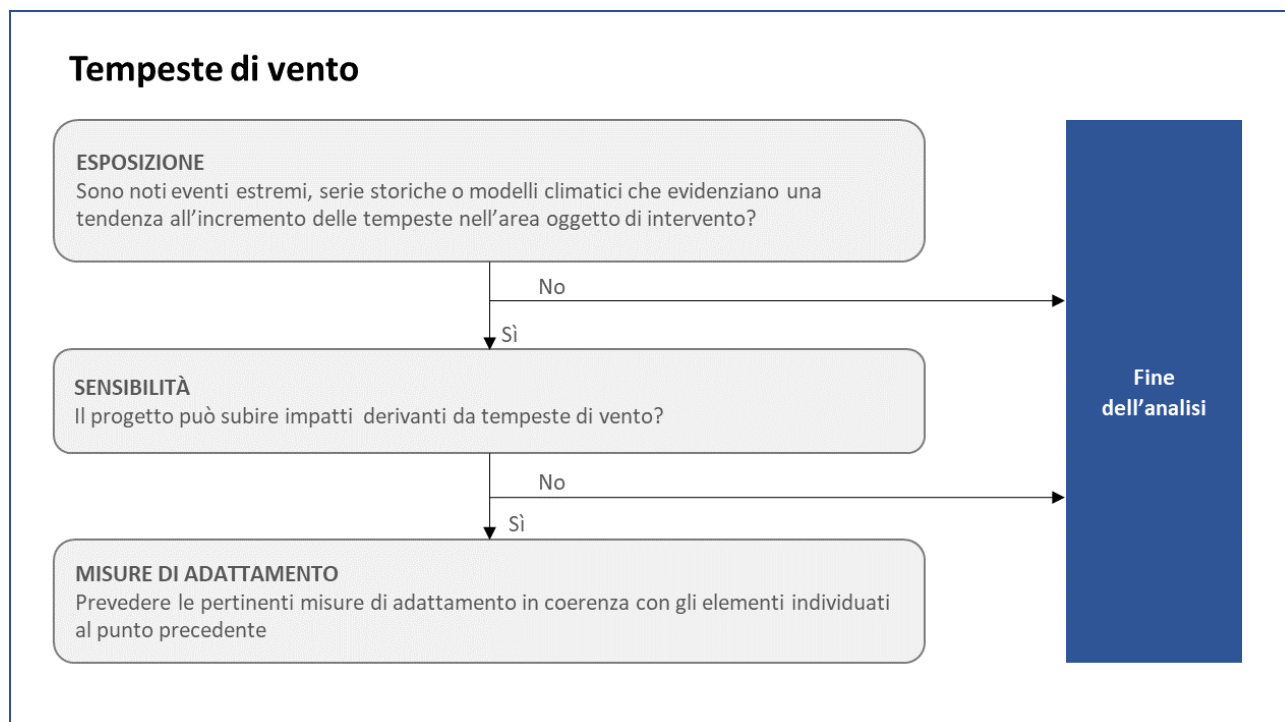 Tempeste di vento
ESPOSIZIONE
Sono noti eventi estremi, serie storiche o modelli climatici che evidenziano una
tendenza all’incremento delle tempeste nell’area oggetto di intervento?
No
Sì
SENSIBILITÀ
Il progetto può subire impatti derivanti da tempeste di vento?
No
Sì
MISURE DI ADATTAMENTO
Prevedere le pertinenti misure di adattamento in coerenza con gli elementi individuati
al punto precedente
Fine
dell’analisi